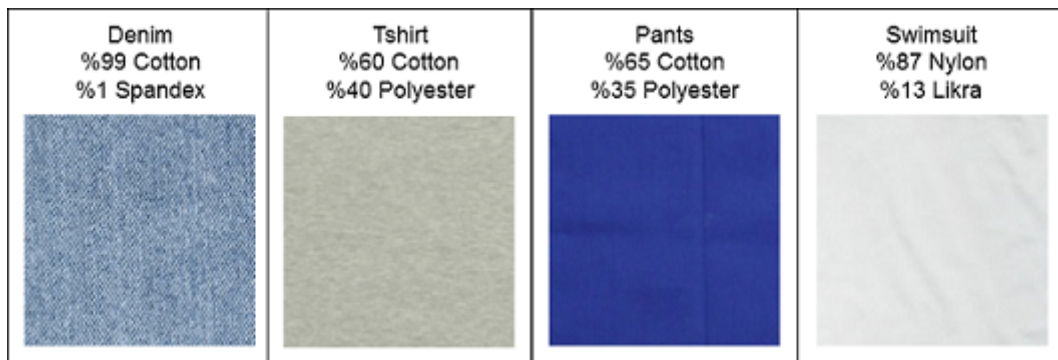 Denim
%99 Cotton
%1 Spandex
Tshirt
%60 Cotton
%40 Polyester
Pants
%65 Cotton
%35 Polyester
Swimsuit
%87 Nylon
%13 Likra